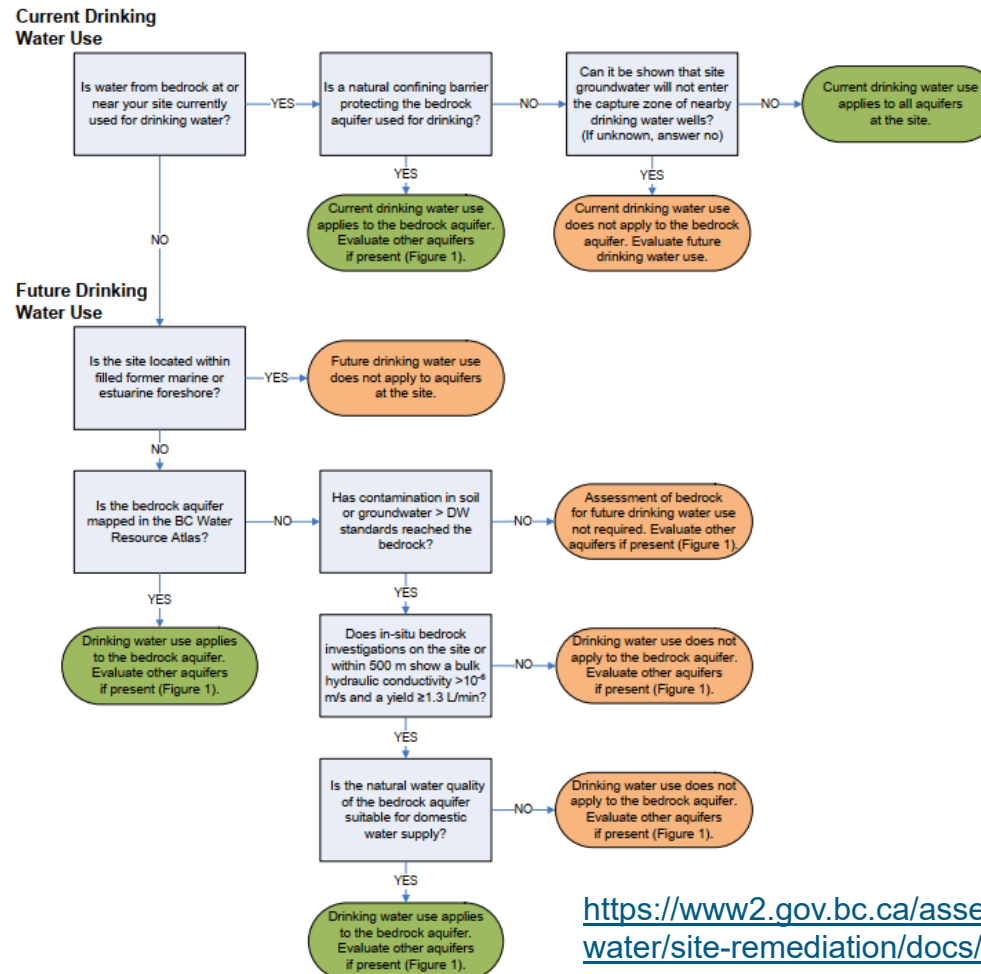 Current Drinking
Water Use
Is water from bedrock at or
near your site currently
used for drinking water?
YES
Is a natural confining barrier
protecting the bedrock
aquifer used for drinking?
NO
Can it be shown that site
groundwater will not enter
the capture zone of nearby
drinking water wells?
(If unknown, answer no)
NO
Current drinking water use
applies to all aquifers
at the site.
YES
Current drinking water use
applies to the bedrock aquifer.
Evaluate other aquifers
if present (Figure 1).
YES
Current drinking water use
does not apply to the bedrock
aquifer. Evaluate future
drinking water use.
NO
Future Drinking
Water Use
Is the site located within
filled former marine or
estuarine foreshore?
YES
Future drinking water use
does not apply to aquifers
at the site.
NO
Is the bedrock aquifer
mapped in the BC Water
Resource Atlas?
NO
Has contamination in soil
or groundwater > DW
standards reached the
bedrock?
NO
Assessment of bedrock
for future drinking water use
not required. Evaluate other
aquifers if present (Figure 1).
YES
Drinking water use applies
to the bedrock aquifer.
Evaluate other aquifers
if present (Figure 1).
YES
Does in-situ bedrock
investigations on the site or
within 500 m show a bulk
hydraulic conductivity >10⁻⁶
m/s and a yield ≥1.3 L/min?
NO
Drinking water use does not
apply to the bedrock aquifer.
Evaluate other aquifers
if present (Figure 1).
YES
Is the natural water quality
of the bedrock aquifer
suitable for domestic
water supply?
NO
Drinking water use does not
apply to the bedrock aquifer.
Evaluate other aquifers
if present (Figure 1).
YES
Drinking water use applies
to the bedrock aquifer.
Evaluate other aquifers
if present (Figure 1).
https://www2.gov.bc.ca/asse
water/site-remediation/docs/